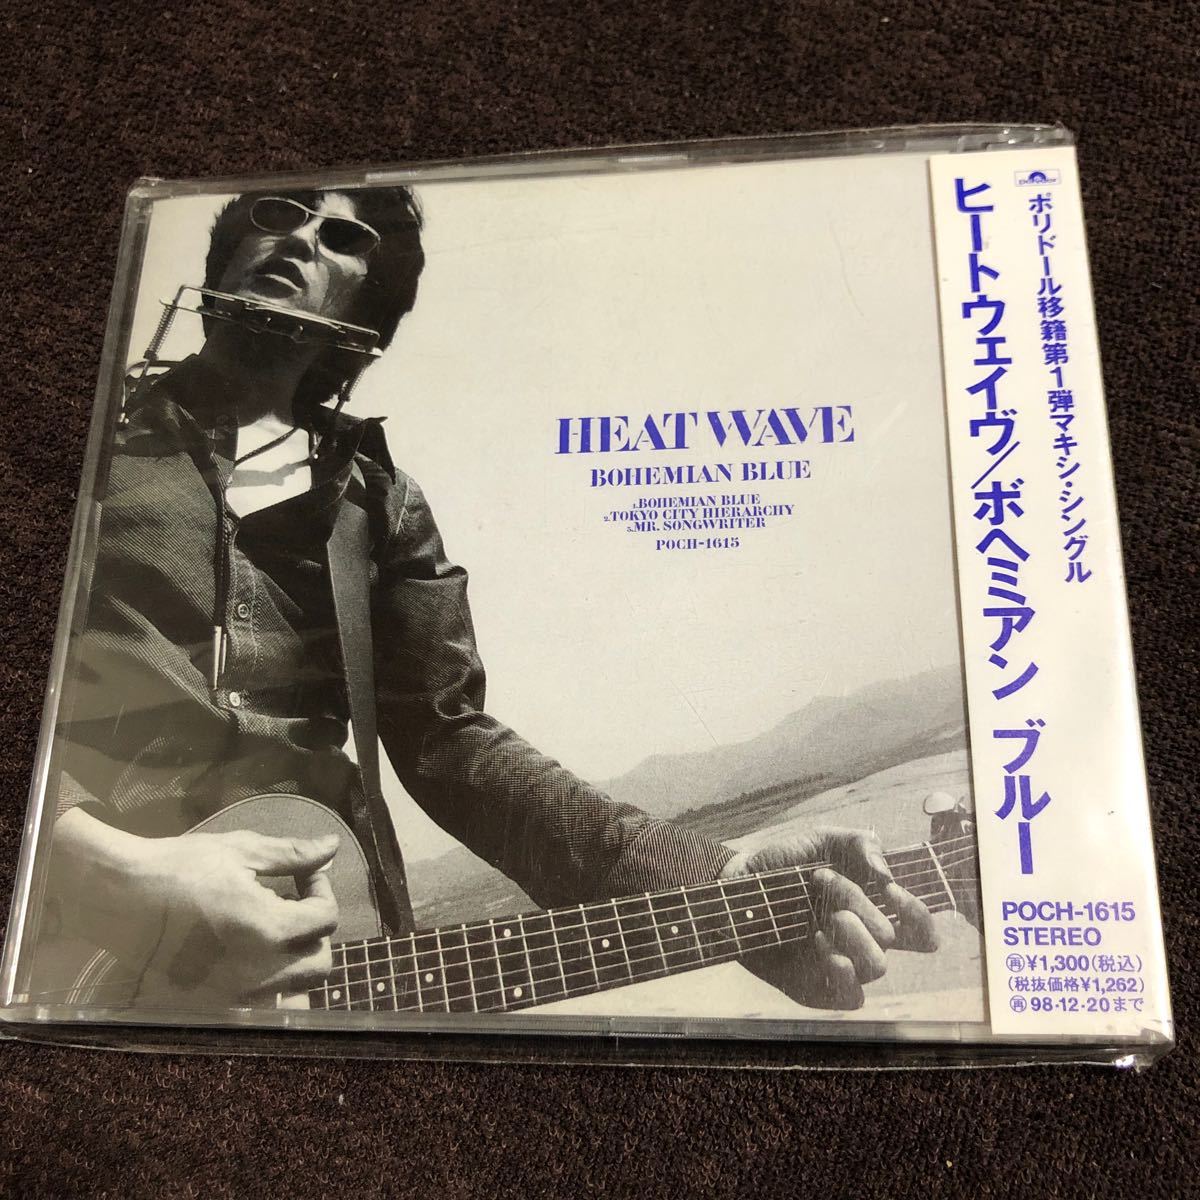 HEAT WAVE
BOHEMIAN BLUE
1.BOHEMIAN BLUE
2.TOKYO CITY HIERARCHY
3.MR. SONGWRITER
POCH-1615
polydor
ポリドール移籍第1弾マキシ・シングル
ヒートウェイヴ/ボヘミアン ブルー
POCH-1615
STEREO
再¥1,300(税込)
(税抜価格¥1,262)
再98・12・20まで